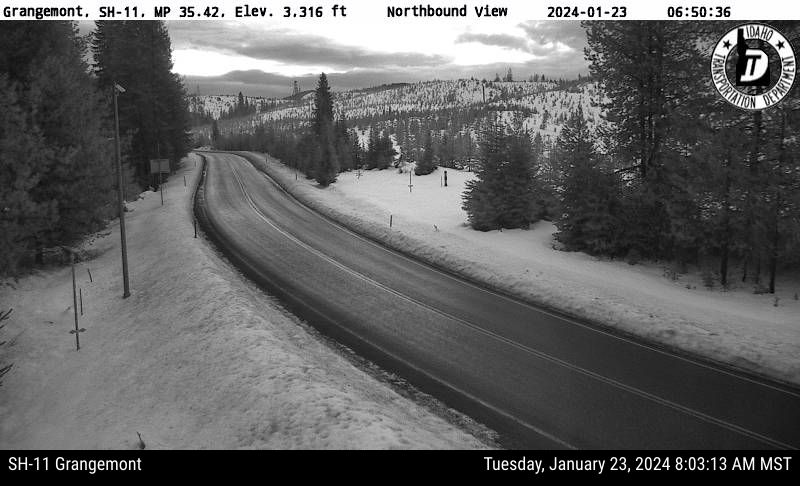 Grangemont, SH-11, MP 35.42, Elev. 3,316 ft Northbound View 2024-01-23 06:50:36
IDAHO
TRANSPORTATION DEPARTMENT
SH-11 Grangemont Tuesday, January 23, 2024 8:03:13 AM MST